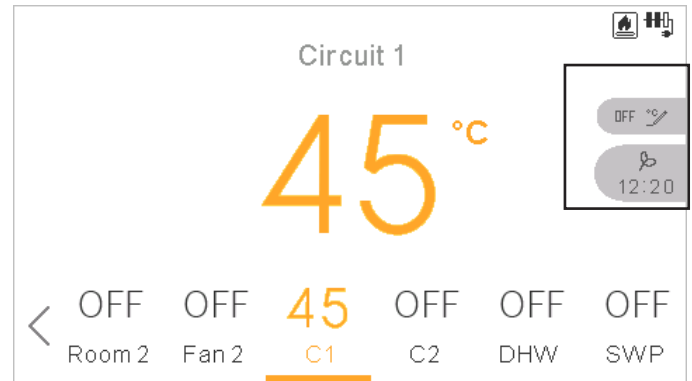 Circuit 1
45 °C
OFF °C
12:20
OFF OFF 45 OFF OFF OFF
Room 2 Fan 2 C1 C2 DHW SWP